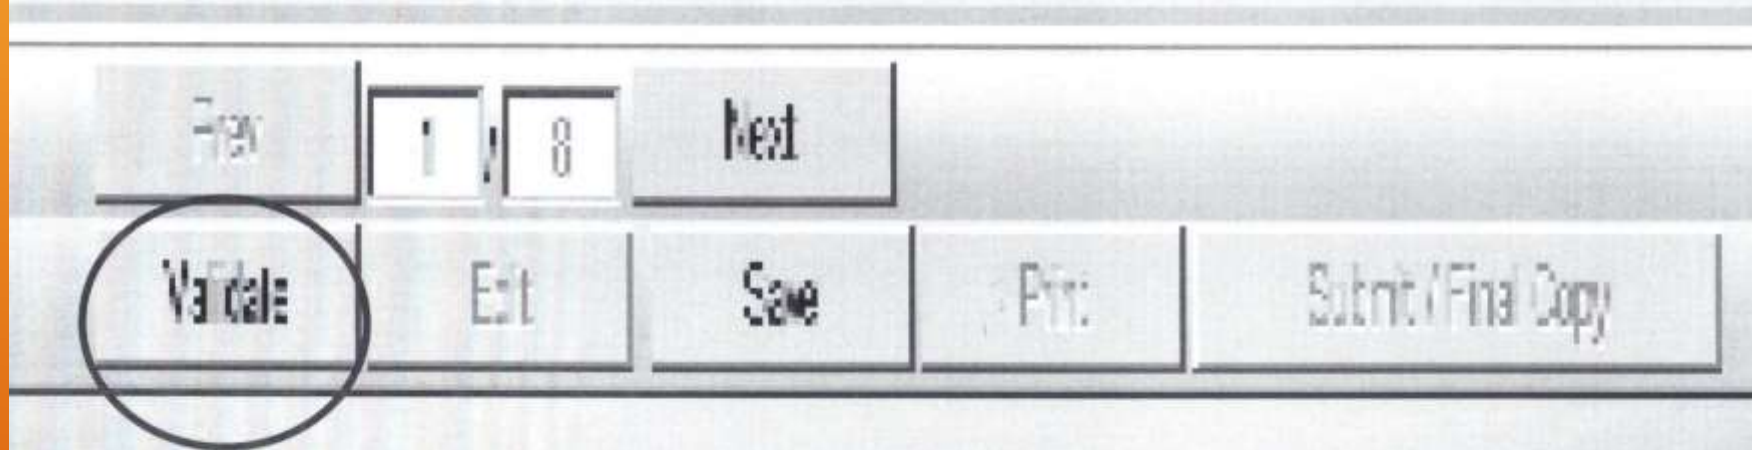 Prev 1 / 8 Next
Validate Edit Save Print Submit / Final Copy